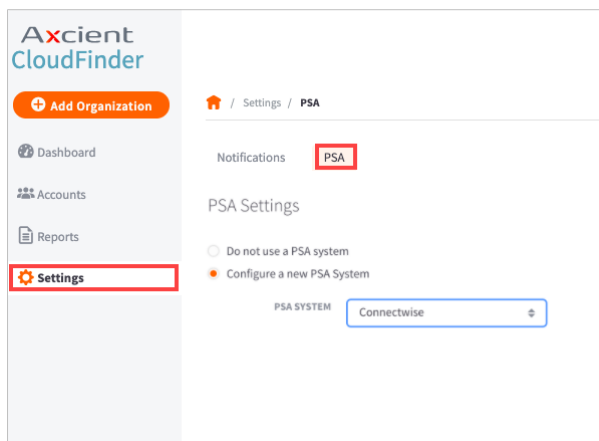 Axcient
CloudFinder
Add Organization
Dashboard
Accounts
Reports
Settings
/ Settings / PSA
Notifications PSA
PSA Settings
Do not use a PSA system
Configure a new PSA System
PSA SYSTEM Connectwise